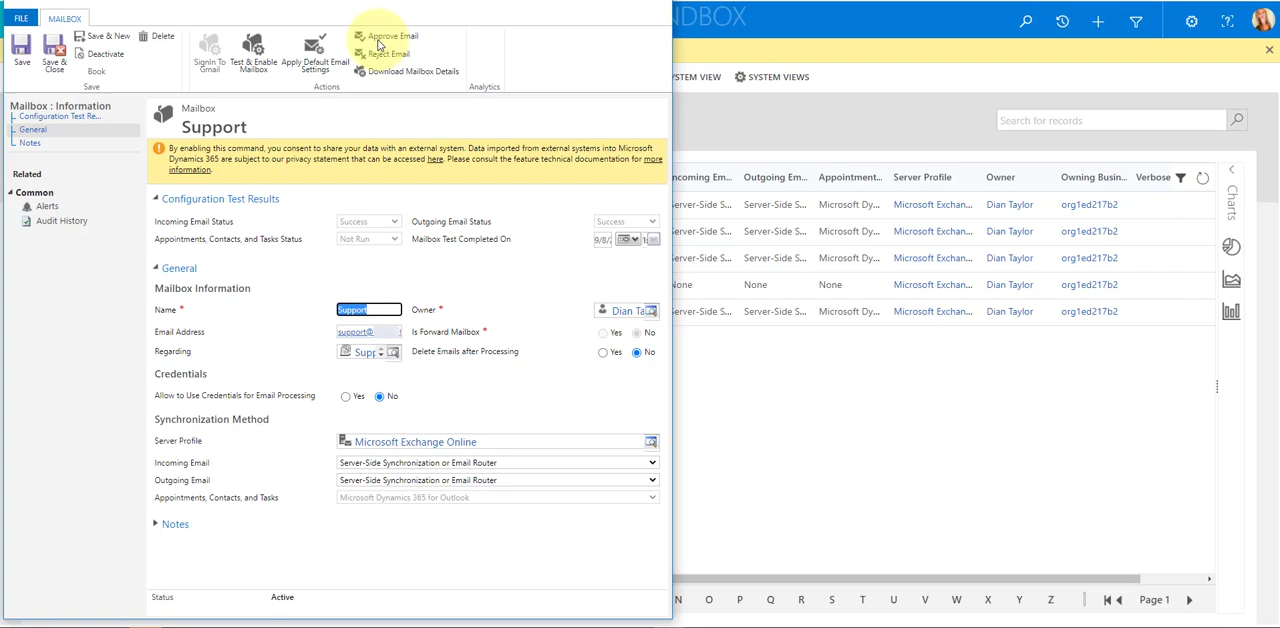 FILE
MAILBOX
Save
Save & Close
Save & New
Deactivate
Book
Delete
Save
SignIn To Gmail
Test & Enable Mailbox
Apply Default Email Settings
Approve Email
Reject Email
Download Mailbox Details
Actions
Analytics
Mailbox : Information
Configuration Test Re...
General
Notes
Related
Common
Alerts
Audit History
Mailbox
Support
By enabling this command, you consent to share your data with an external system. Data imported from external systems into Microsoft
Dynamics 365 are subject to our privacy statement that can be accessed here. Please consult the feature technical documentation for more
information.
Configuration Test Results
Incoming Email Status
Success
Outgoing Email Status
Success
Appointments, Contacts, and Tasks Status
Not Run
Mailbox Test Completed On
9/8/
General
Mailbox Information
Name *
Support
Owner *
Dian Ta
Email Address
support@
Is Forward Mailbox *
Yes
No
Regarding
Supp
Delete Emails after Processing
Yes
No
Credentials
Allow to Use Credentials for Email Processing
Yes
No
Synchronization Method
Server Profile
Microsoft Exchange Online
Incoming Email
Server-Side Synchronization or Email Router
Outgoing Email
Server-Side Synchronization or Email Router
Appointments, Contacts, and Tasks
Microsoft Dynamics 365 for Outlook
Notes
Status
Active
NDBOX
YSTEM VIEW
SYSTEM VIEWS
Search for records
ncoming Em... Outgoing Em... Appointment... Server Profile Owner Owning Busin... Verbose
Server-Side S... Server-Side S... Microsoft Dy... Microsoft Exchan... Dian Taylor org1ed217b2
Server-Side S... Server-Side S... Microsoft Dy... Microsoft Exchan... Dian Taylor org1ed217b2
Server-Side S... Server-Side S... Microsoft Dy... Microsoft Exchan... Dian Taylor org1ed217b2
None None None Microsoft Exchan... Dian Taylor org1ed217b2
Server-Side S... Server-Side S... Microsoft Dy... Microsoft Exchan... Dian Taylor org1ed217b2
Charts
N O P Q R S T U V W X Y Z
Page 1